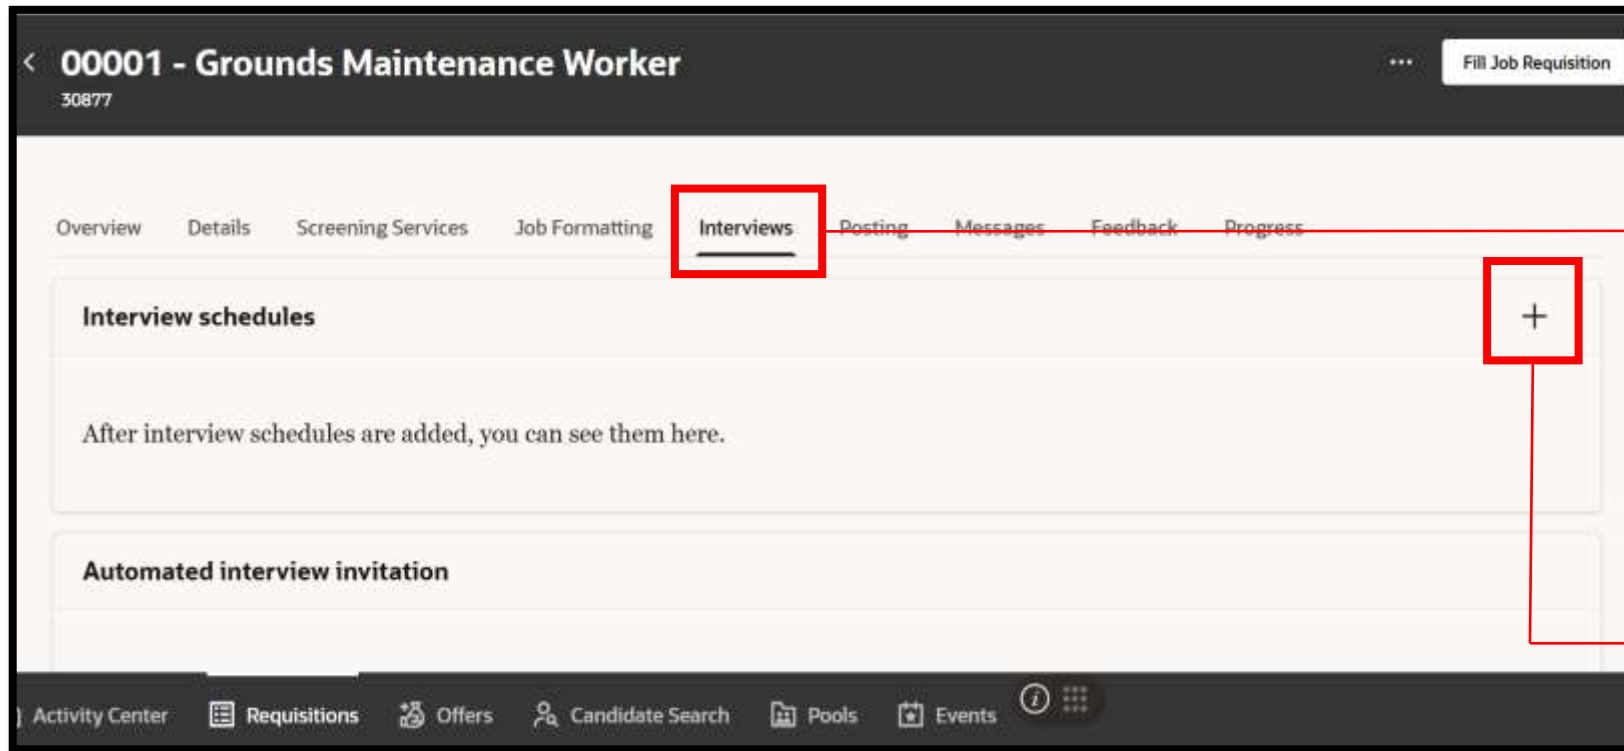 00001 - Grounds Maintenance Worker
30877
Fill Job Requisition
Overview Details Screening Services Job Formatting Interviews Posting Messages Feedback Progress
Interview schedules
After interview schedules are added, you can see them here.
Automated interview invitation
Activity Center Requisitions Offers Candidate Search Pools Events